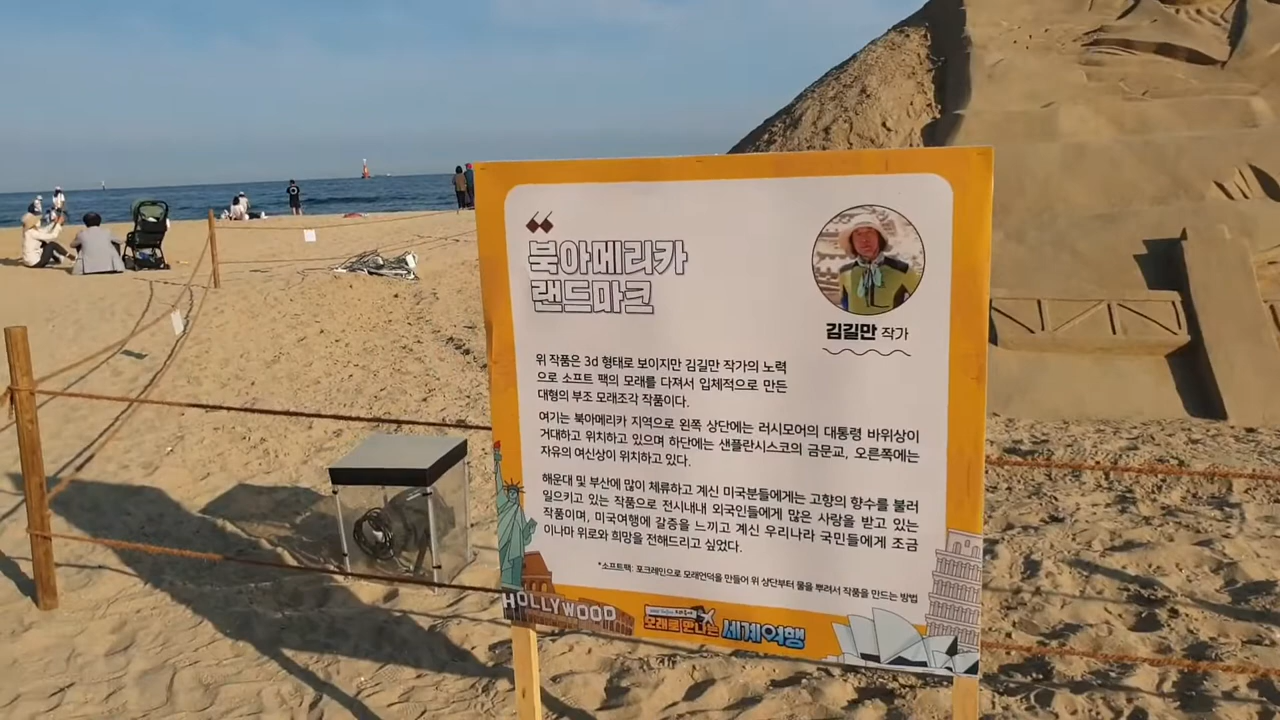 북아메리카
랜드마크
김길만 작가
위 작품은 3d 형태로 보이지만 김길만 작가의 노력
으로 소프트 팩의 모래를 다져서 입체적으로 만든
대형의 부조 모래조각 작품이다.
여기는 북아메리카 지역으로 왼쪽 상단에는 러시모어의 대통령 바위상이
거대하고 위치하고 있으며 하단에는 샌플란시스코의 금문교, 오른쪽에는
자유의 여신상이 위치하고 있다.
해운대 및 부산에 많이 체류하고 계신 미국분들에게는 고향의 향수를 불러
일으키고 있는 작품으로 전시내내 외국인들에게 많은 사랑을 받고 있는
작품이며, 미국여행에 갈증을 느끼고 계신 우리나라 국민들에게 조금
이나마 위로와 희망을 전해드리고 싶었다.
*소프트팩: 포크레인으로 모래언덕을 만들어 위 상단부터 물을 뿌려서 작품을 만드는 방법
HOLLYWOOD
모래로 만나는 세계여행